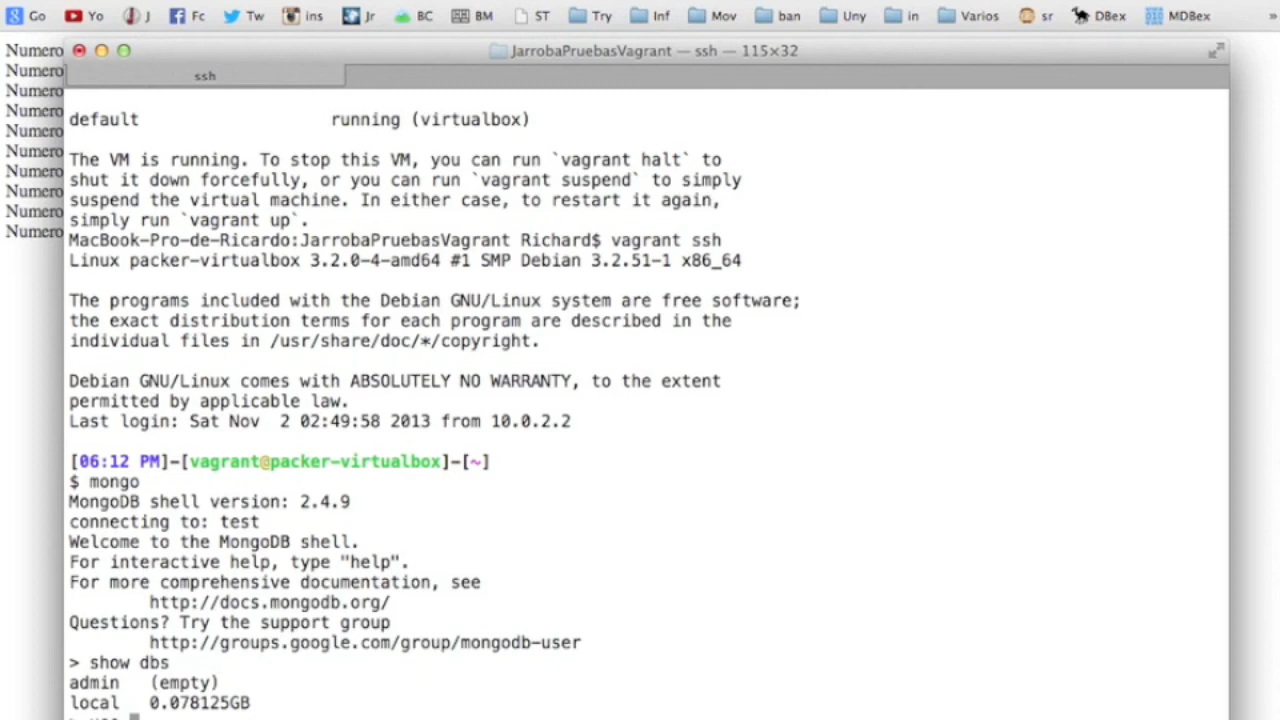 Go Yo J Fc Tw ins Jr BC BM ST Try Inf Mov ban Uny in Varios sr DBex MDBex »
JarrobaPruebasVagrant — ssh — 115×32
ssh
Numero
Numero
Numero
Numero
Numero
Numero
Numero
Numero
Numero
Numero
default running (virtualbox)
The VM is running. To stop this VM, you can run `vagrant halt` to
shut it down forcefully, or you can run `vagrant suspend` to simply
suspend the virtual machine. In either case, to restart it again,
simply run `vagrant up`.
MacBook-Pro-de-Ricardo:JarrobaPruebasVagrant Richard$ vagrant ssh
Linux packer-virtualbox 3.2.0-4-amd64 #1 SMP Debian 3.2.51-1 x86_64
The programs included with the Debian GNU/Linux system are free software;
the exact distribution terms for each program are described in the
individual files in /usr/share/doc/*/copyright.
Debian GNU/Linux comes with ABSOLUTELY NO WARRANTY, to the extent
permitted by applicable law.
Last login: Sat Nov  2 02:49:58 2013 from 10.0.2.2
[06:12 PM]-[vagrant@packer-virtualbox]-[~]
$ mongo
MongoDB shell version: 2.4.9
connecting to: test
Welcome to the MongoDB shell.
For interactive help, type "help".
For more comprehensive documentation, see
http://docs.mongodb.org/
Questions? Try the support group
http://groups.google.com/group/mongodb-user
> show dbs
admin (empty)
local 0.078125GB